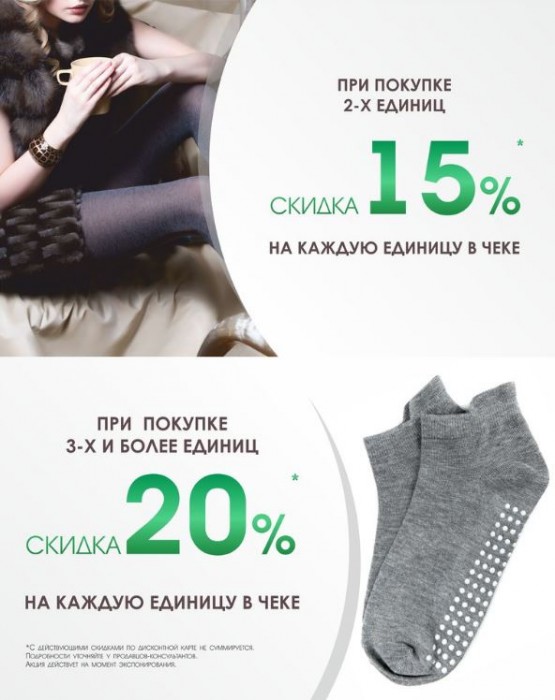 ПРИ ПОКУПКЕ
2-Х ЕДИНИЦ
*
СКИДКА 15%
НА КАЖДУЮ ЕДИНИЦУ В ЧЕКЕ
ПРИ ПОКУПКЕ
3-Х И БОЛЕЕ ЕДИНИЦ
*
СКИДКА 20%
НА КАЖДУЮ ЕДИНИЦУ В ЧЕКЕ
*С ДЕЙСТВУЮЩИМИ СКИДКАМИ ПО ДИСКОНТНОЙ КАРТЕ НЕ СУММИРУЕТСЯ.
ПОДРОБНОСТИ УТОЧНЯЙТЕ У ПРОДАВЦОВ-КОНСУЛЬТАНТОВ.
АКЦИЯ ДЕЙСТВУЕТ НА МОМЕНТ ЭКСПОНИРОВАНИЯ.